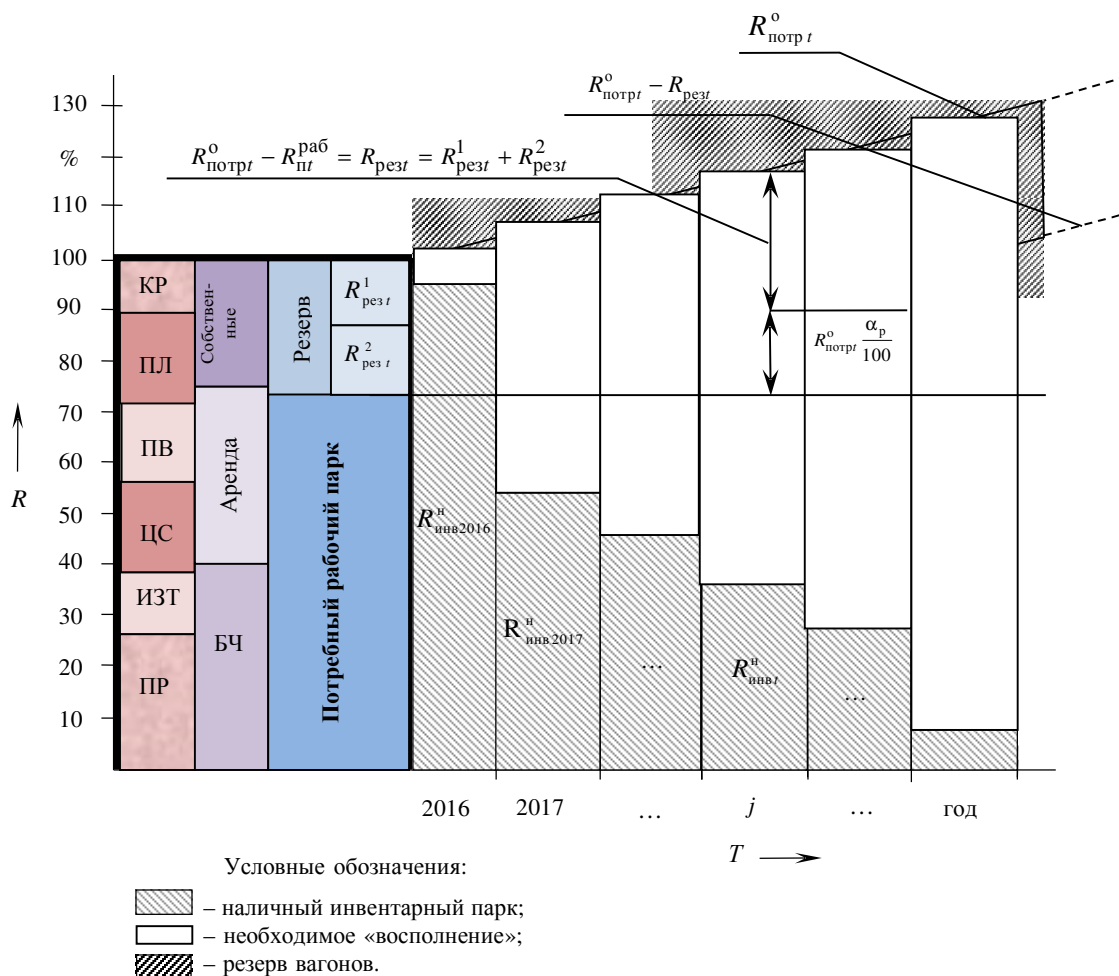 R^о_потр t
R^о_потрt − R_резt
130
%
R^о_потрt − R^раб_пt = R_резt = R^1_резt + R^2_резt
110
100
90
80
70
60
50
40
30
20
10
R
КР
ПЛ
ПВ
ЦС
ИЗТ
ПР
Собствен-
ные
Аренда
БЧ
Резерв
R^1_рез t
R^2_рез t
Потребный рабочий парк
R^о_потрt α_р/100
R^н_инв2016
R^н_инв2017
...
R^н_инвt
...
2016 2017 ... j ... год
T
Условные обозначения:
– наличный инвентарный парк;
– необходимое «восполнение»;
– резерв вагонов.